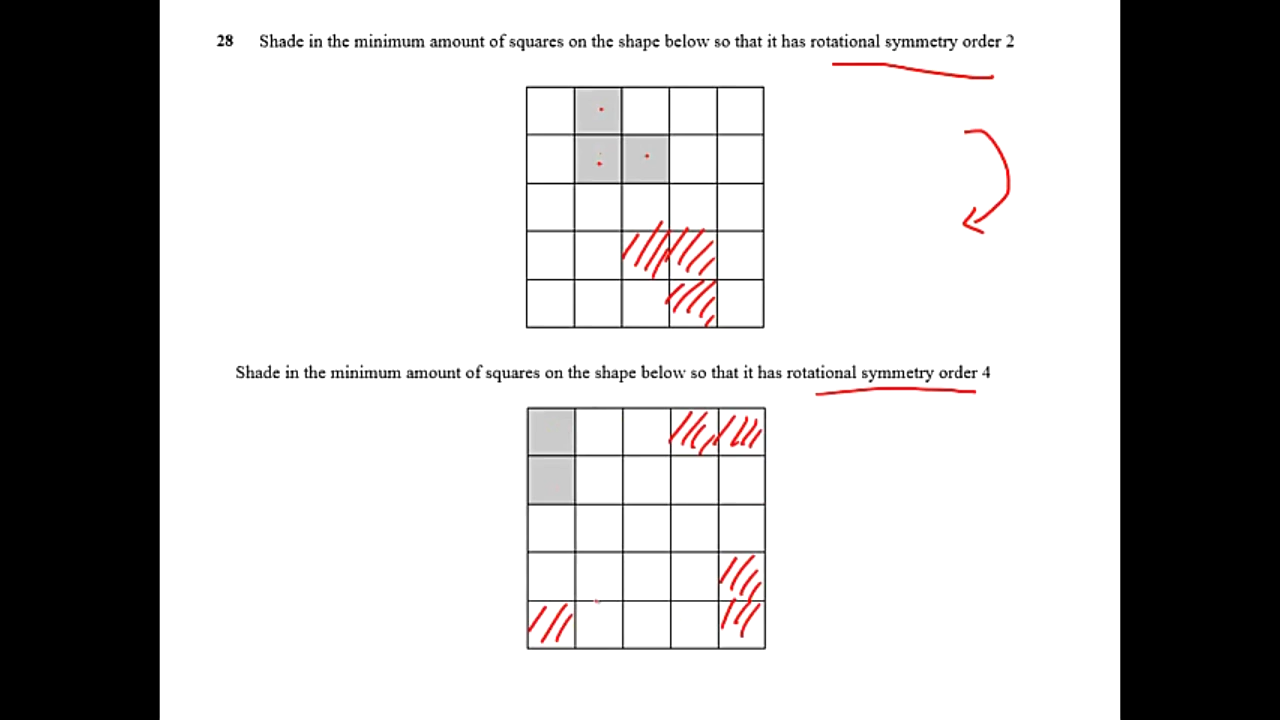 28 Shade in the minimum amount of squares on the shape below so that it has rotational symmetry order 2
Shade in the minimum amount of squares on the shape below so that it has rotational symmetry order 4